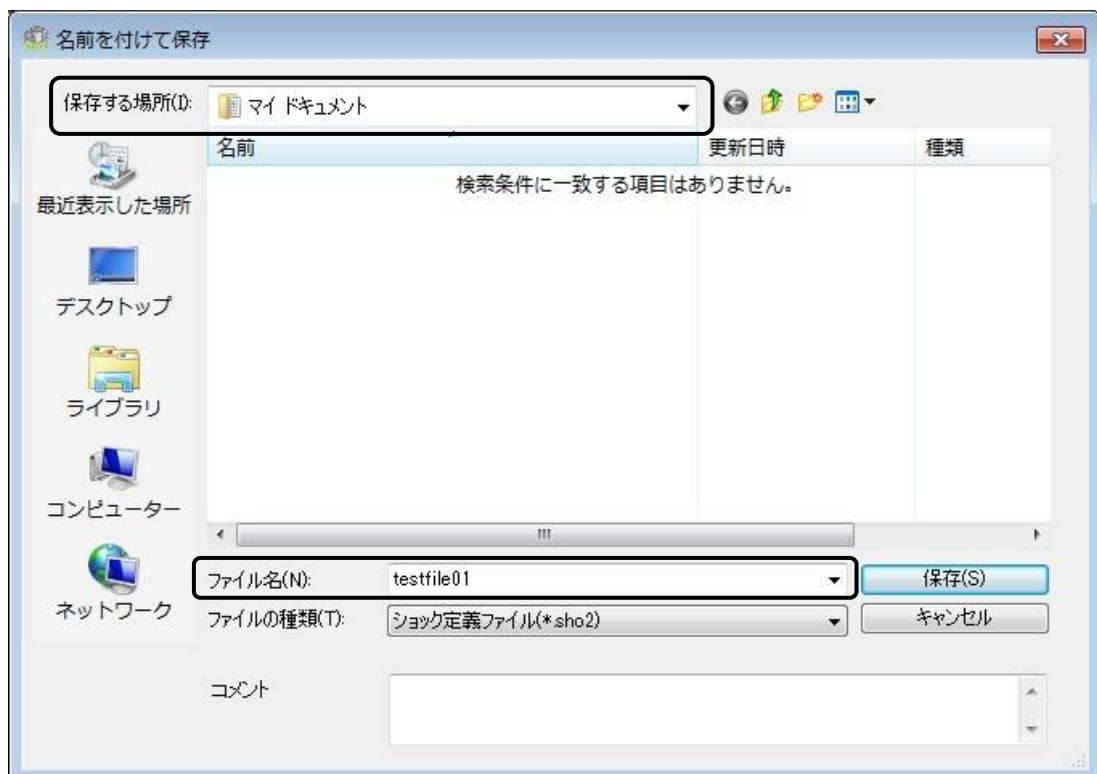 名前を付けて保存
保存する場所(I):
マイ ドキュメント
名前 更新日時 種類
検索条件に一致する項目はありません。
最近表示した場所
デスクトップ
ライブラリ
コンピューター
ネットワーク
ファイル名(N): testfile01 保存(S)
ファイルの種類(T): ショック定義ファイル(*.sho2) キャンセル
コメント